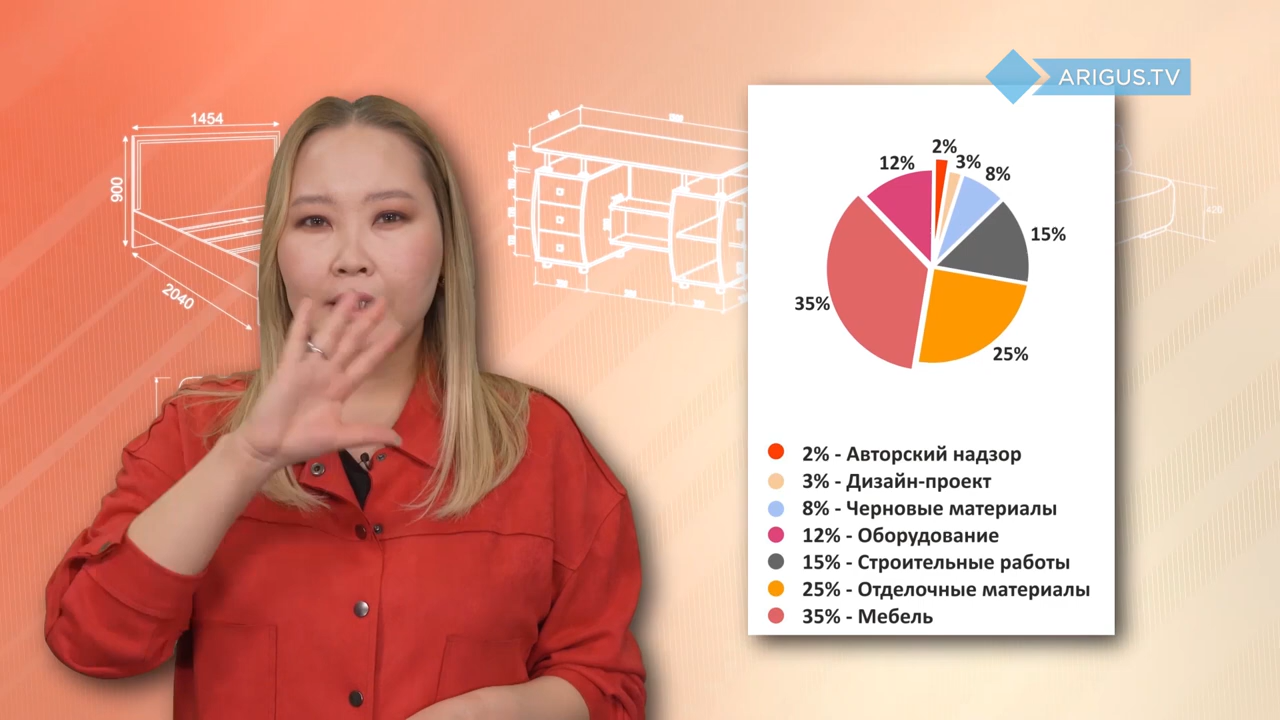 ARIGUS.TV
1454
900
2040
2%
3%
8%
12%
15%
35%
25%
2% - Авторский надзор
3% - Дизайн-проект
8% - Черновые материалы
12% - Оборудование
15% - Строительные работы
25% - Отделочные материалы
35% - Мебель